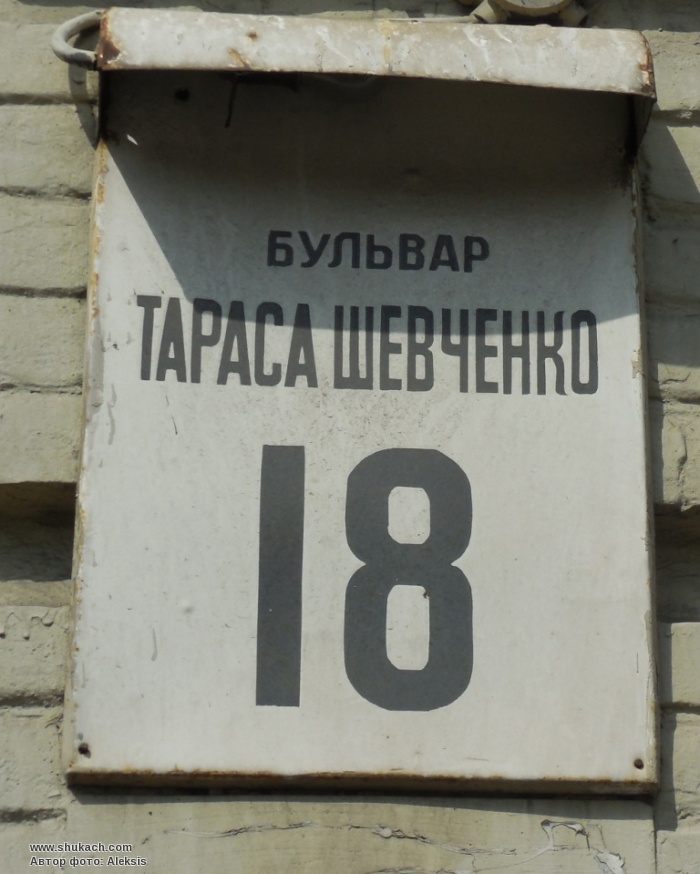 БУЛЬВАР
ТАРАСА ШЕВЧЕНКО
18
www.shukach.com
Автор фото: Aleksis